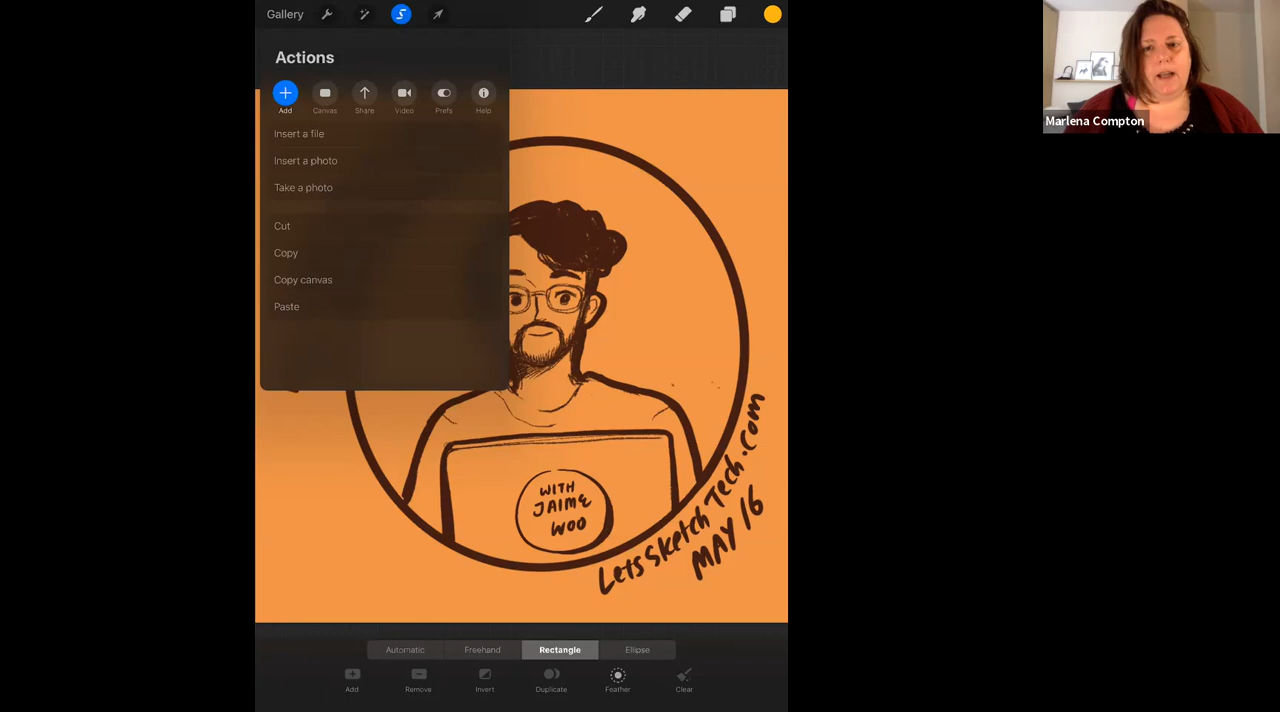 Gallery
Actions
Add Canvas Share Video Prefs Help
Insert a file
Insert a photo
Take a photo
Cut
Copy
Copy canvas
Paste
WITH
JAIME
WOO
LetsSketchTech.com
MAY 16
Automatic Freehand Rectangle Ellipse
Add Remove Invert Duplicate Feather Clear
Marlena Compton